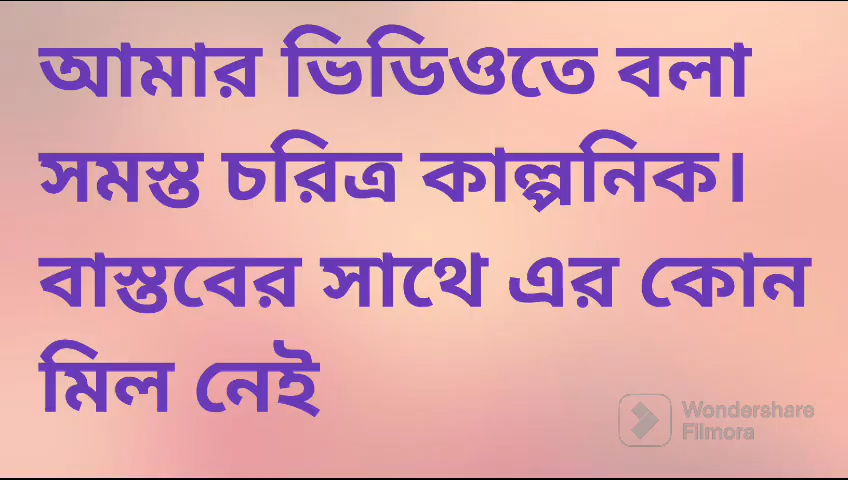 আমার ভিডিওতে বলা
সমস্ত চরিত্র কাল্পনিক।
বাস্তবের সাথে এর কোন
মিল নেই
Wondershare
Filmora